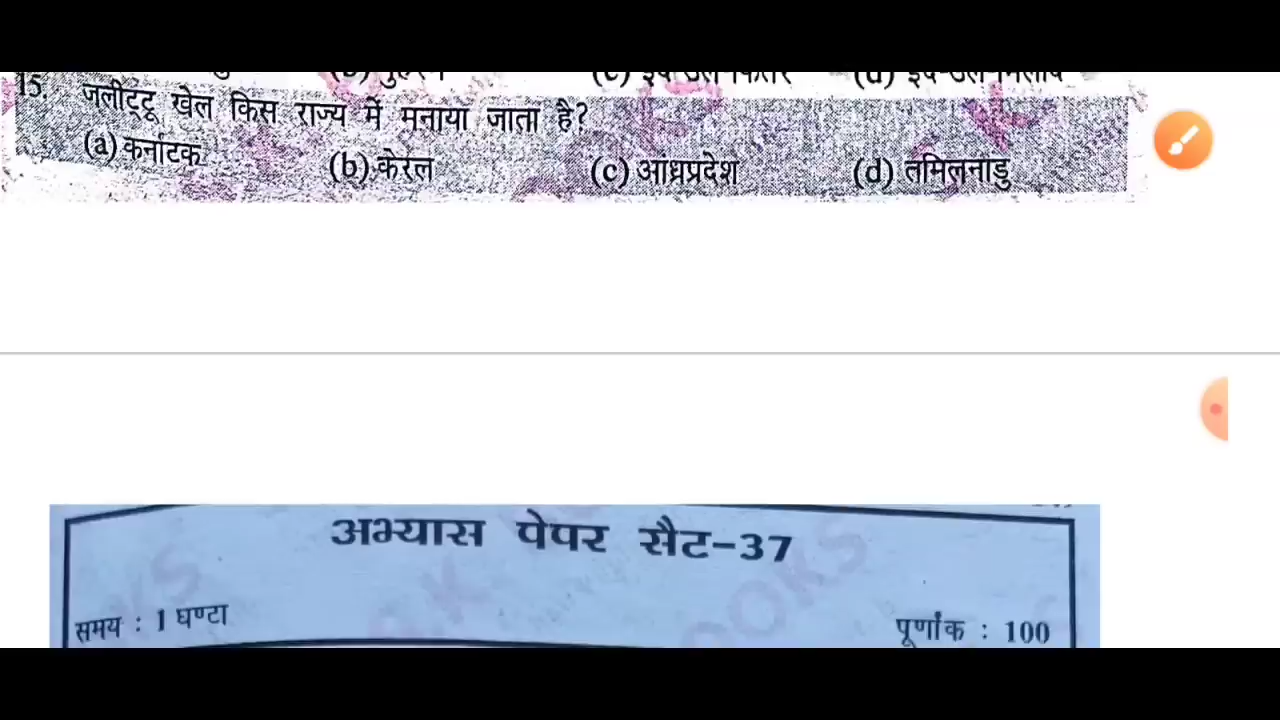 15. जलीट्टू खेल किस राज्य में मनाया जाता है?
(a) कर्नाटक (b) केरल (c) आंध्रप्रदेश (d) तमिलनाडु
अभ्यास पेपर सैट-37
समय : 1 घण्टा पूर्णांक : 100